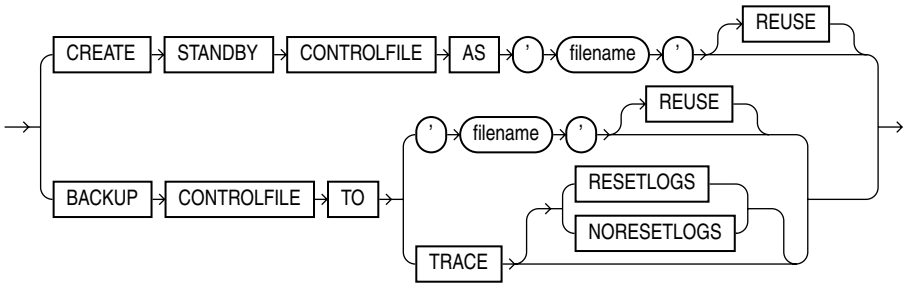 REUSE
CREATE STANDBY CONTROLFILE AS ' filename '
REUSE
' filename '
RESETLOGS
BACKUP CONTROLFILE TO
NORESETLOGS
TRACE